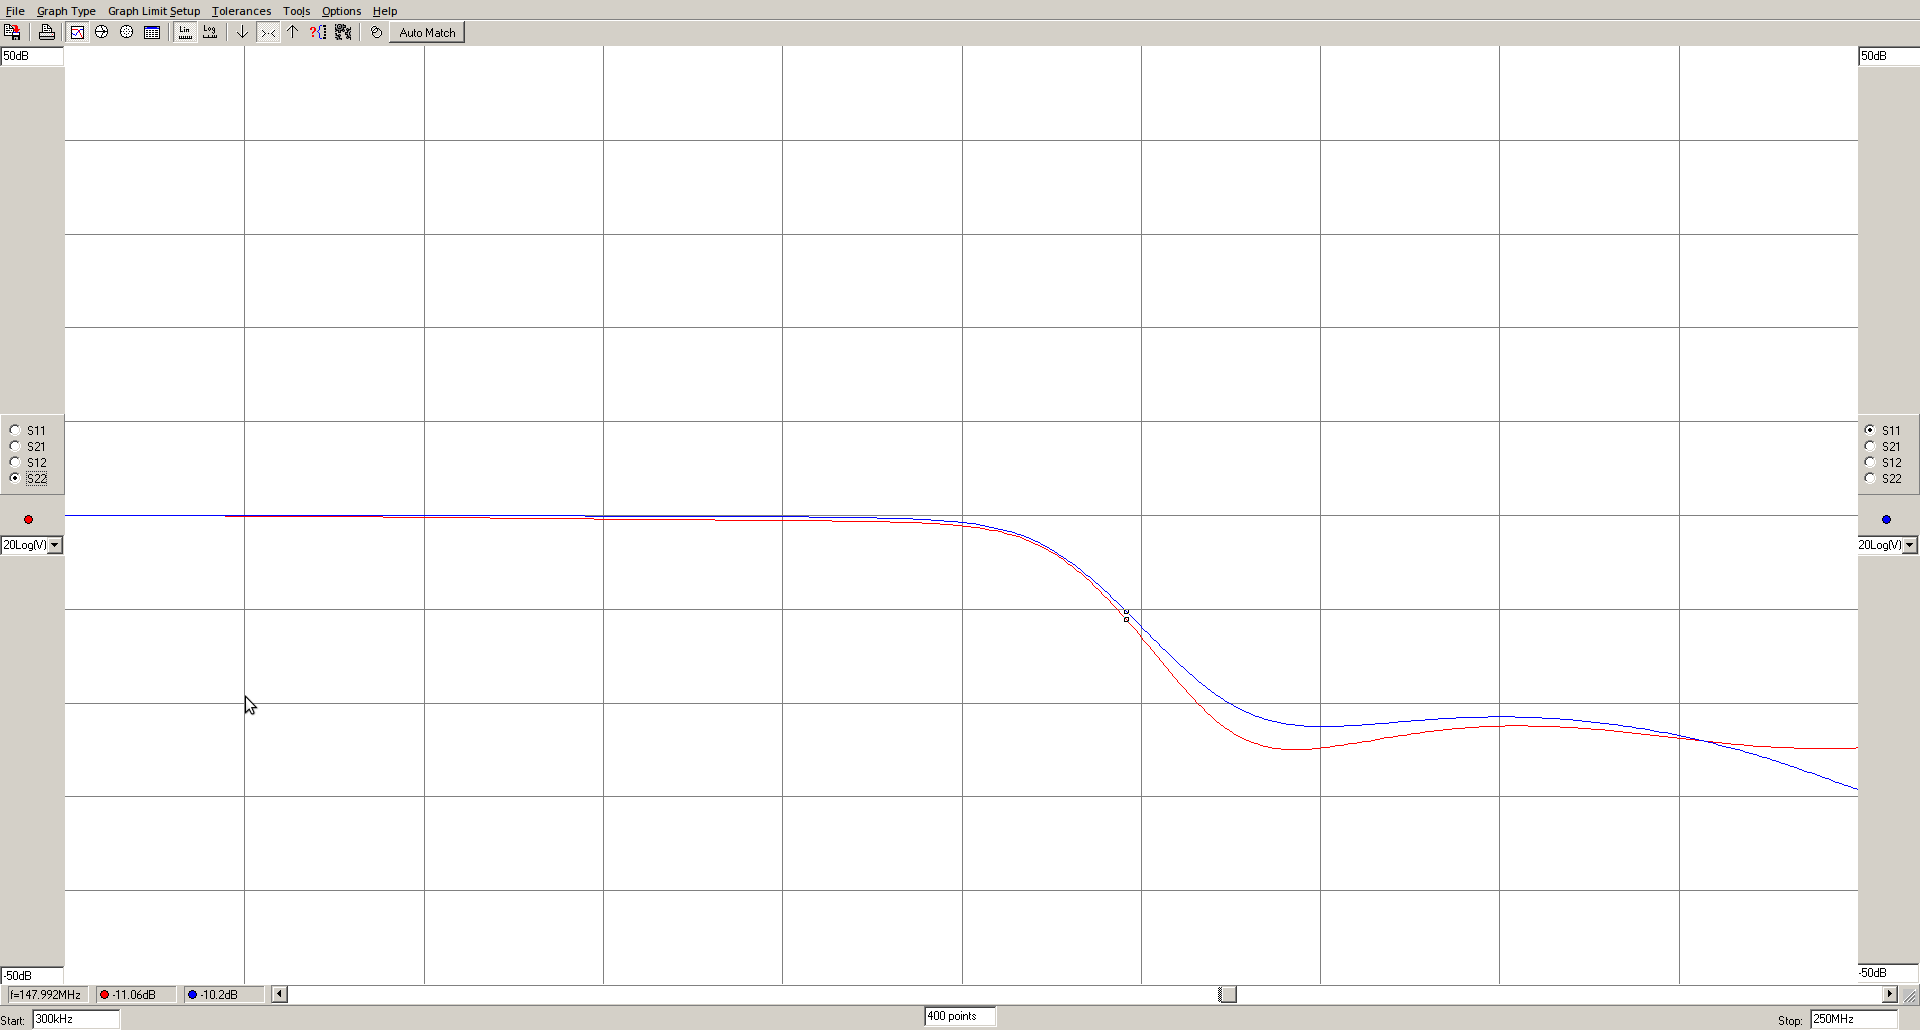 File Graph Type Graph Limit Setup Tolerances Tools Options Help
Lin Log ?{ Auto Match
50dB 50dB
S11 S11
S21 S21
S12 S12
S22 S22
20Log(V) 20Log(V)
-50dB -50dB
f=147.992MHz -11.06dB -10.2dB
Start: 300kHz 400 points Stop: 250MHz